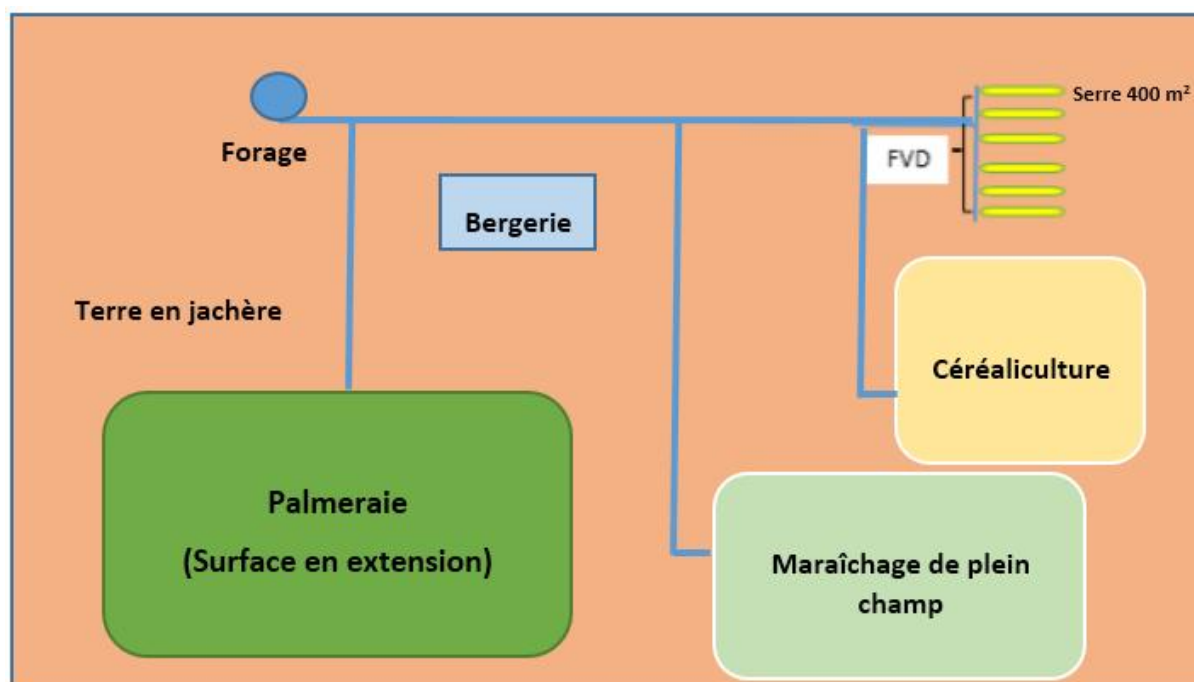 Serre 400 m²
Forage
FVD
Bergerie
Terre en jachère
Céréaliculture
Palmeraie
(Surface en extension)
Maraîchage de plein
champ